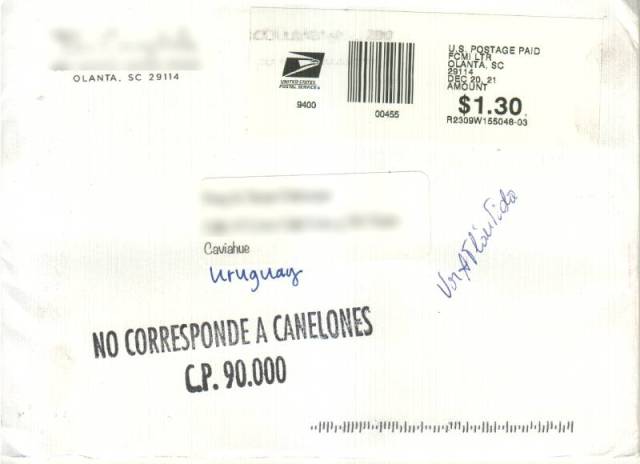 OLANTA, SC 29114
UNITED STATES
POSTAL SERVICE®
9400
00455
U.S. POSTAGE PAID
FCMI LTR
OLANTA, SC
29114
DEC 20, 21
AMOUNT
$1.30
R2309W155048-03
Caviahue
Uruguay
NO CORRESPONDE A CANELONES
C.P. 90.000